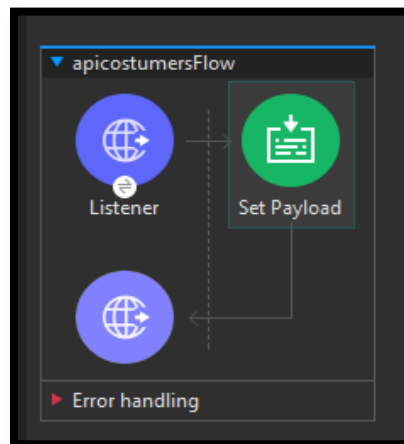 apicostumersFlow
Listener
Set Payload
Error handling